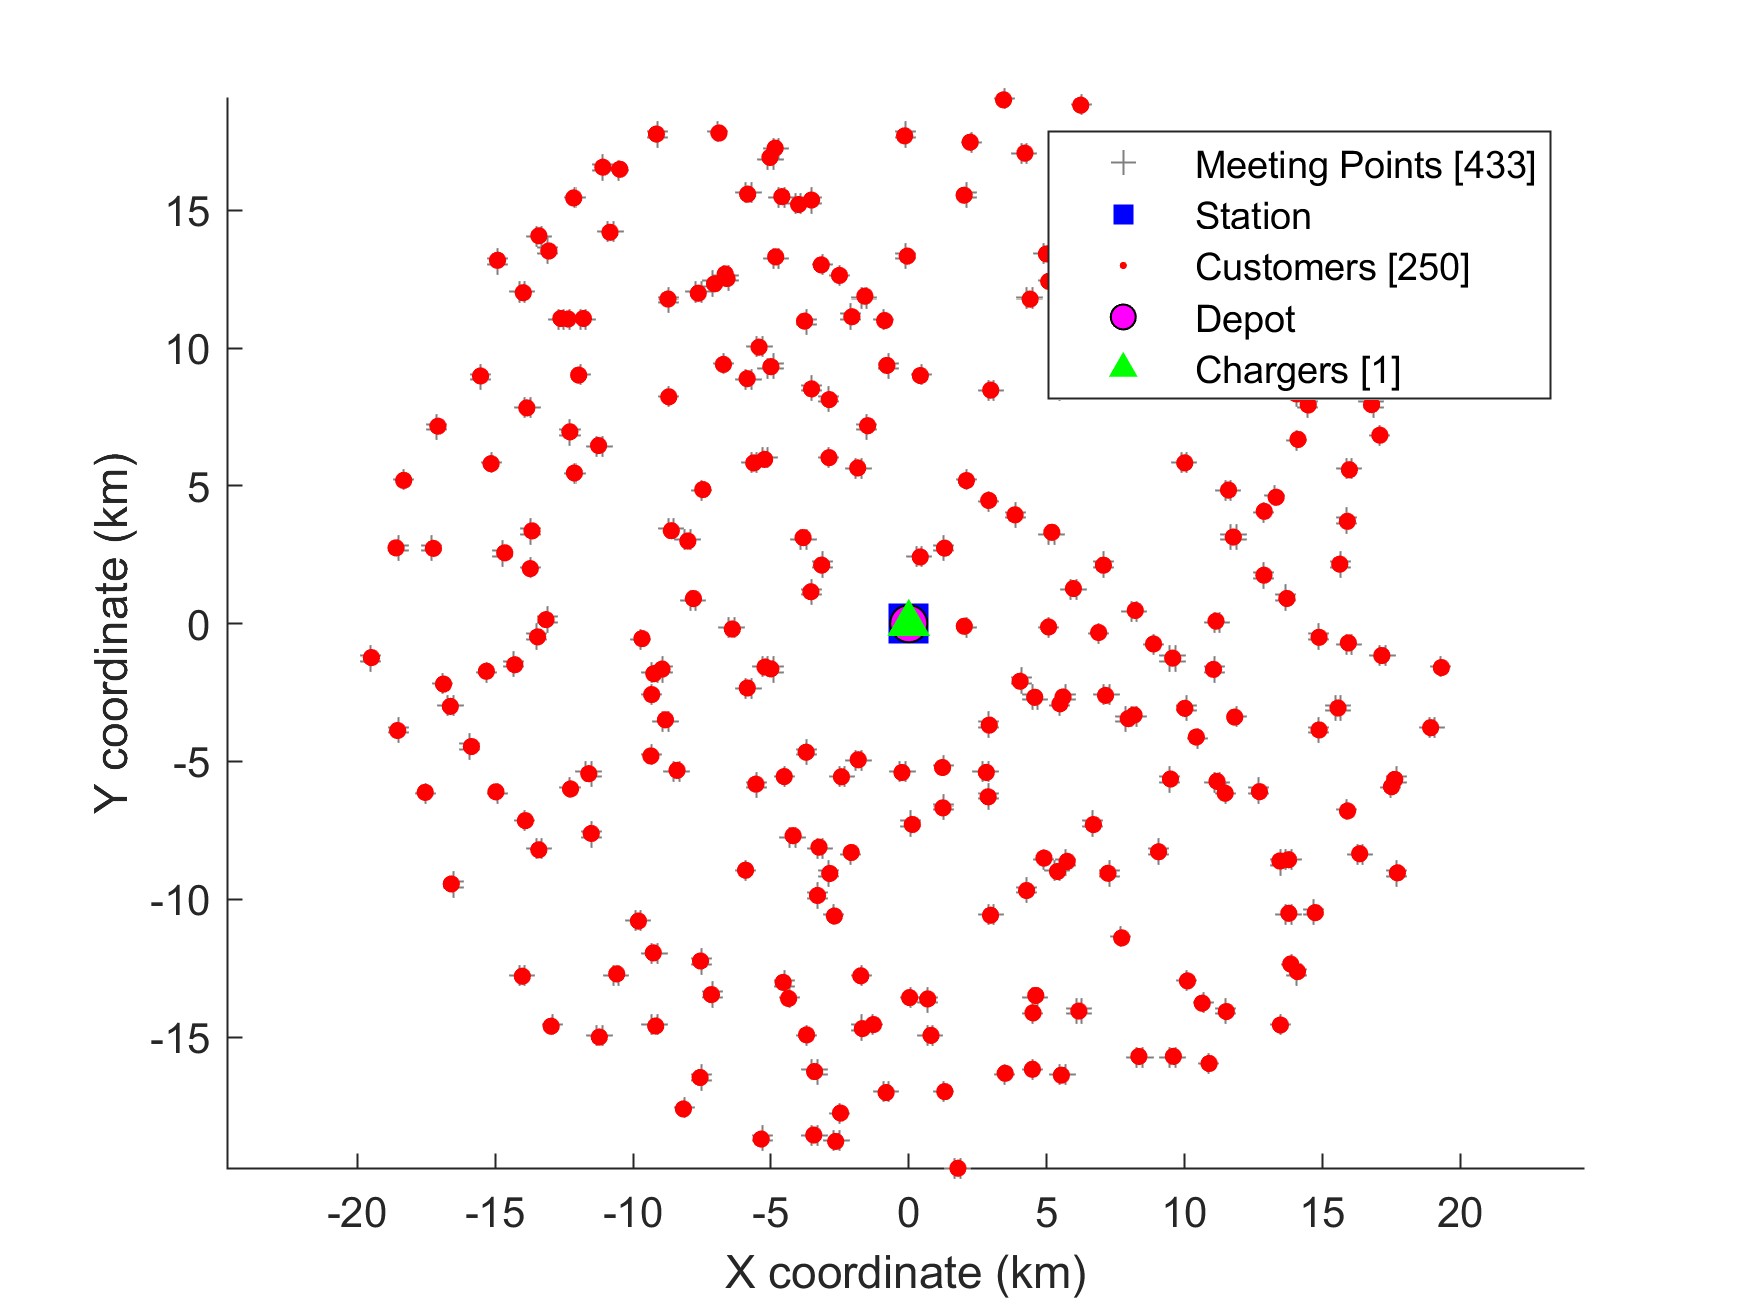 Meeting Points [433]
Station
Customers [250]
Depot
Chargers [1]
15
10
5
0
-5
-10
-15
Y coordinate (km)
-20 -15 -10 -5 0 5 10 15 20
X coordinate (km)